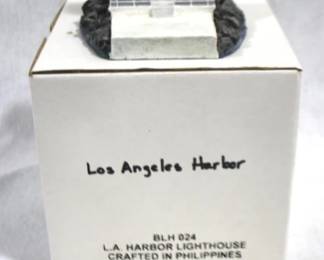 Los Angeles Harbor
BLH 024
L.A. HARBOR LIGHTHOUSE
CRAFTED IN PHILIPPINES